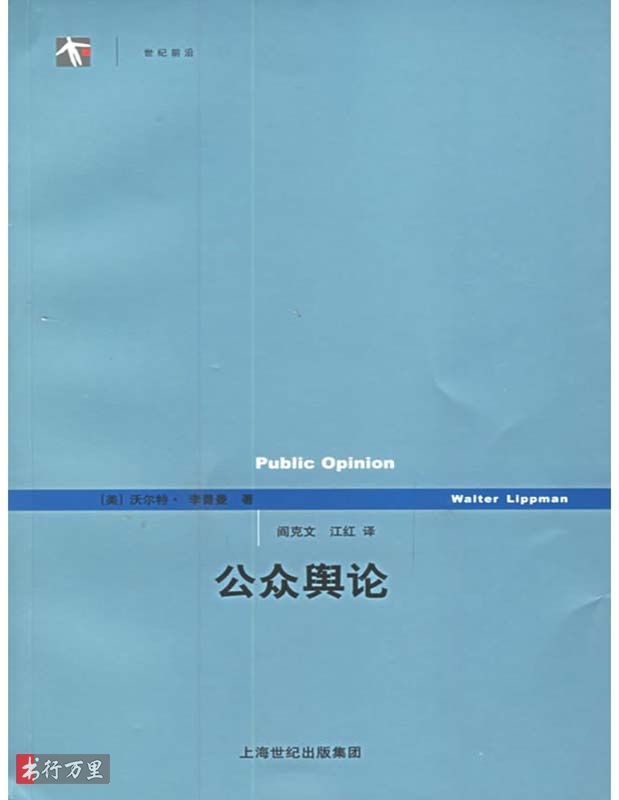 世纪前沿
Public Opinion
[美] 沃尔特· 李普曼 著
Walter Lippman
阎克文 江红 译
公众舆论
上海世纪出版集团
书行万里